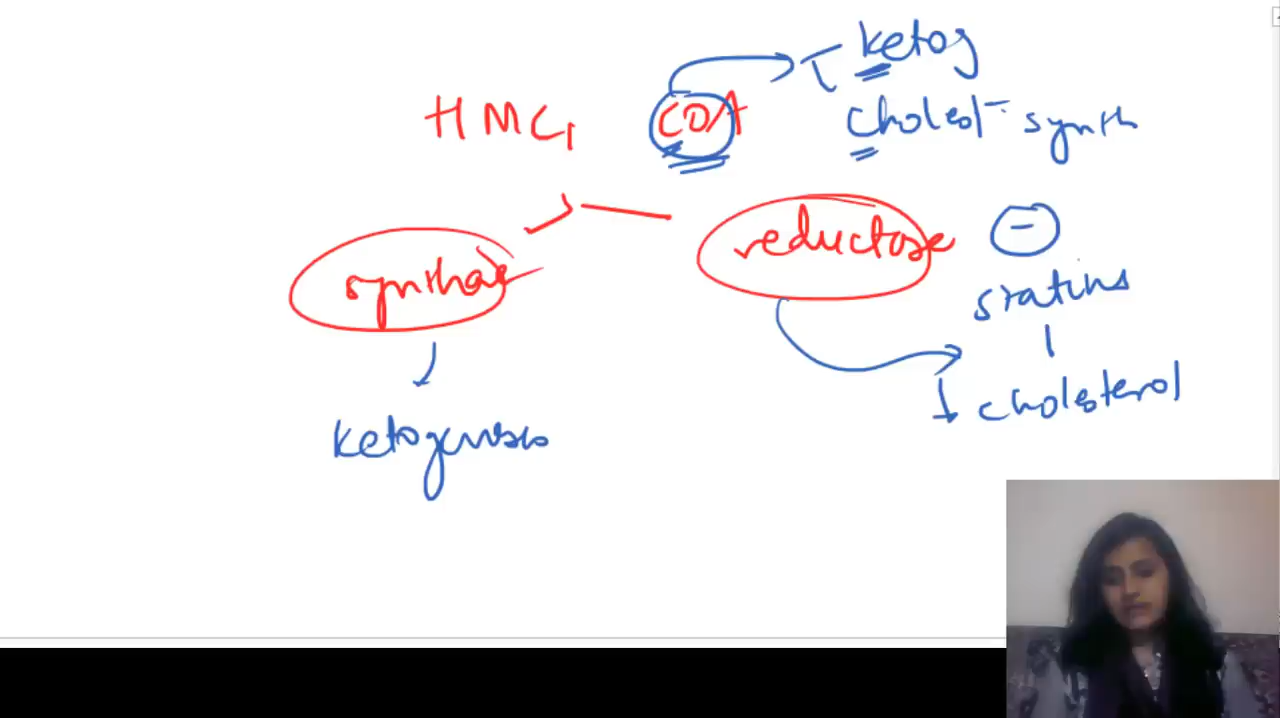 ketog
HMG COA
cholest- synth
synthase reductase -
statins
cholesterol
ketogenesis